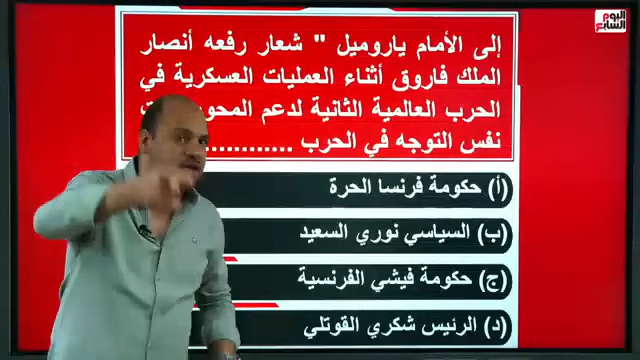 اليوم السابع
إلى الأمام ياروميل " شعار رفعه أنصار
الملك فاروق أثناء العمليات العسكرية في
الحرب العالمية الثانية لدعم المحور
نفس التوجه في الحرب ............
(أ) حكومة فرنسا الحرة
(ب) السياسي نوري السعيد
(ج) حكومة فيشي الفرنسية
(د) الرئيس شكري القوتلي